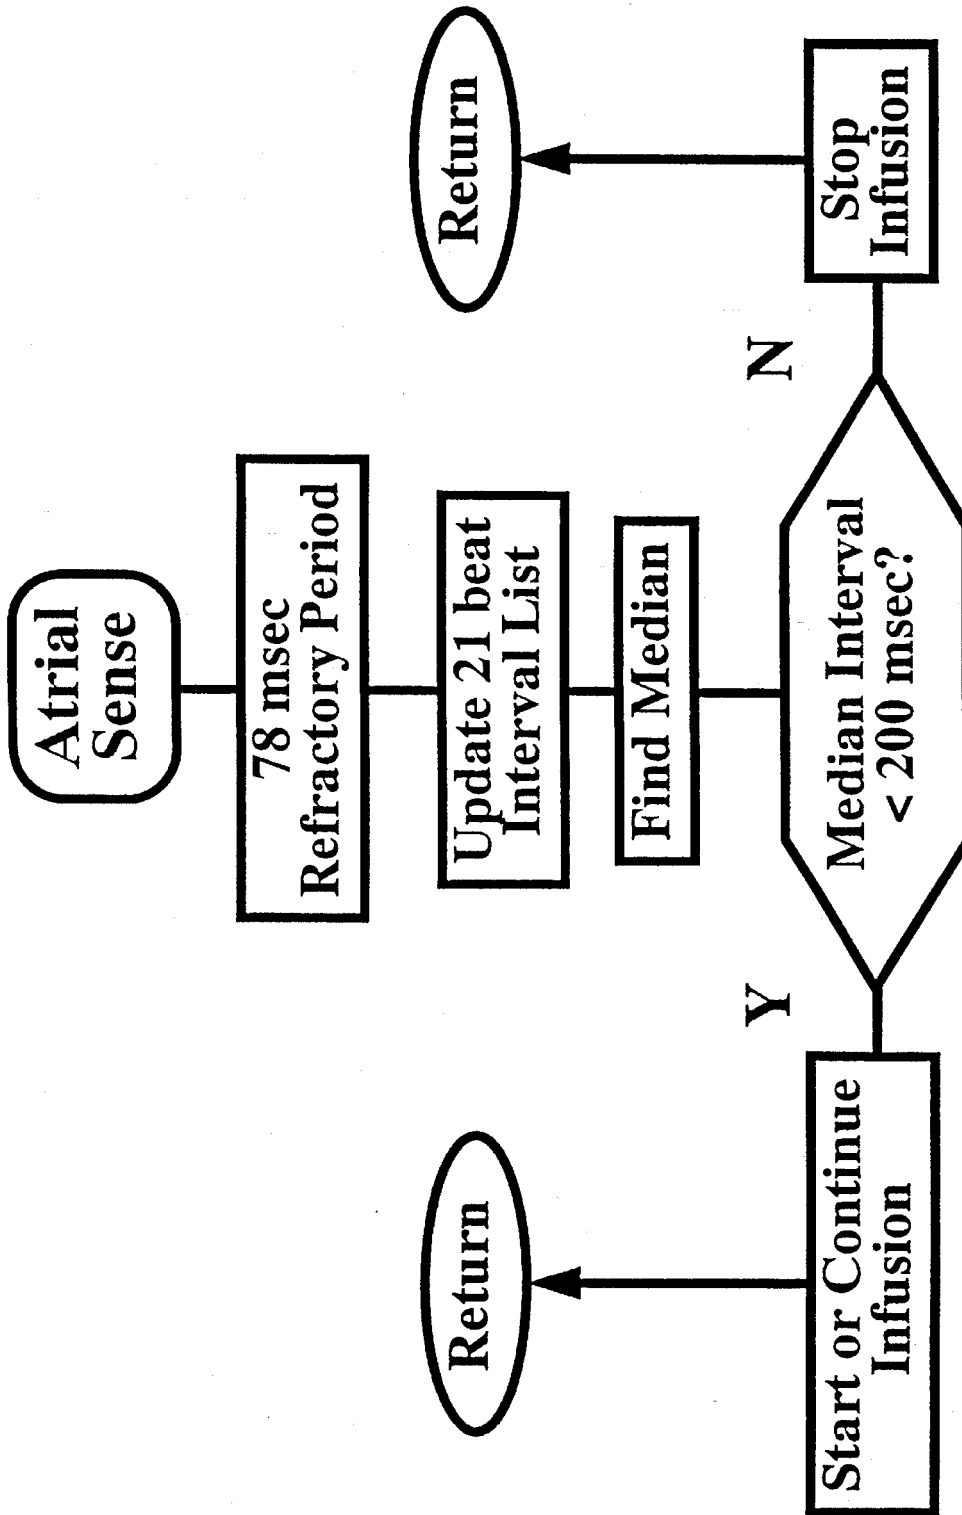 Atrial
Sense
78 msec
Refractory Period
Update 21 beat
Interval List
Find Median
Median Interval
< 200 msec?
Y
N
Start or Continue
Infusion
Stop
Infusion
Return
Return